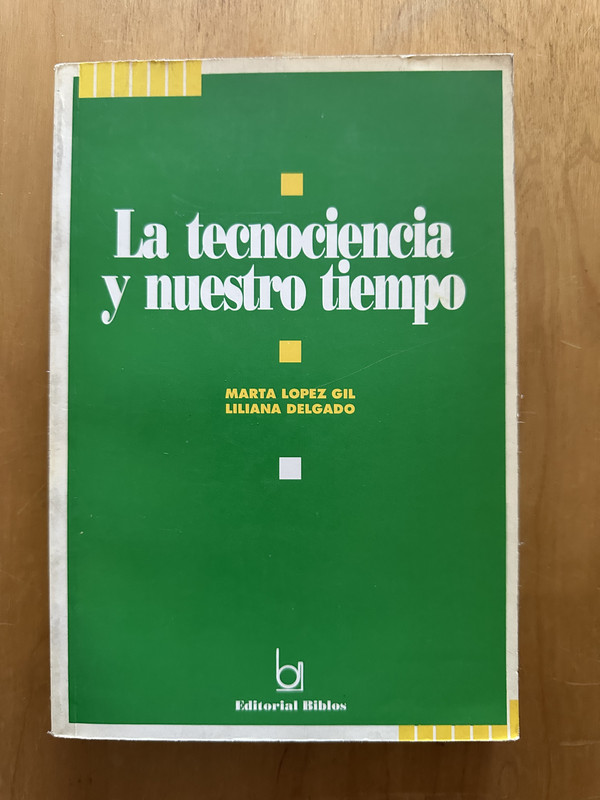 La tecnociencia
y nuestro tiempo
MARTA LOPEZ GIL
LILIANA DELGADO
Editorial Biblos